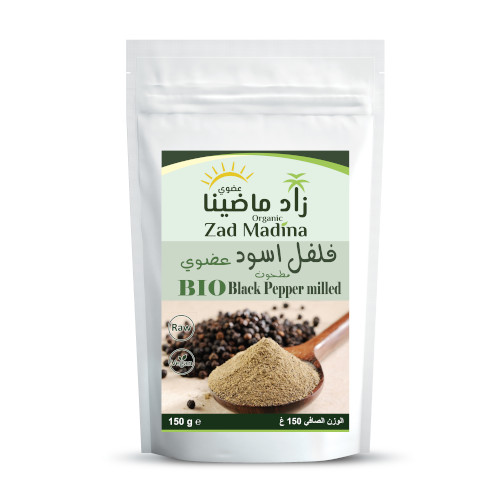 عضوي
زاد ماضينا
Organic
Zad Madina
فلفل اسود عضوي
مطحون
BIO Black Pepper milled
Raw
Vegan
150 g e الوزن الصافي 150 غ